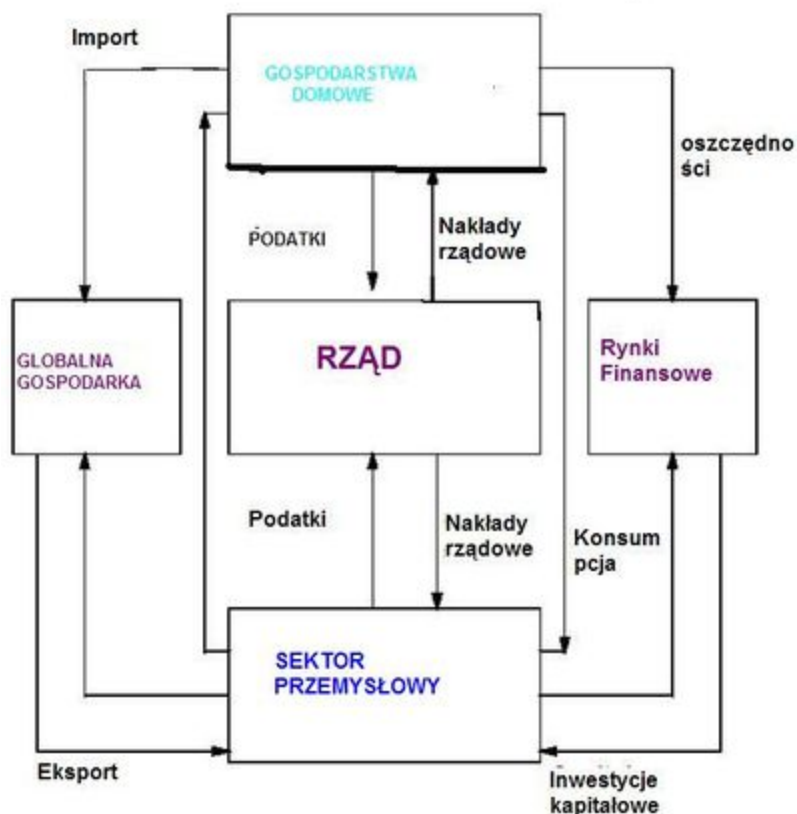 Import
GOSPODARSTWA
DOMOWE
oszczędno
ści
PODATKI
Nakłady
rządowe
GLOBALNA
GOSPODARKA
RZĄD
Rynki
Finansowe
Podatki
Nakłady
rządowe
Konsum
pcja
SEKTOR
PRZEMYSŁOWY
Eksport
Inwestycje
kapitałowe